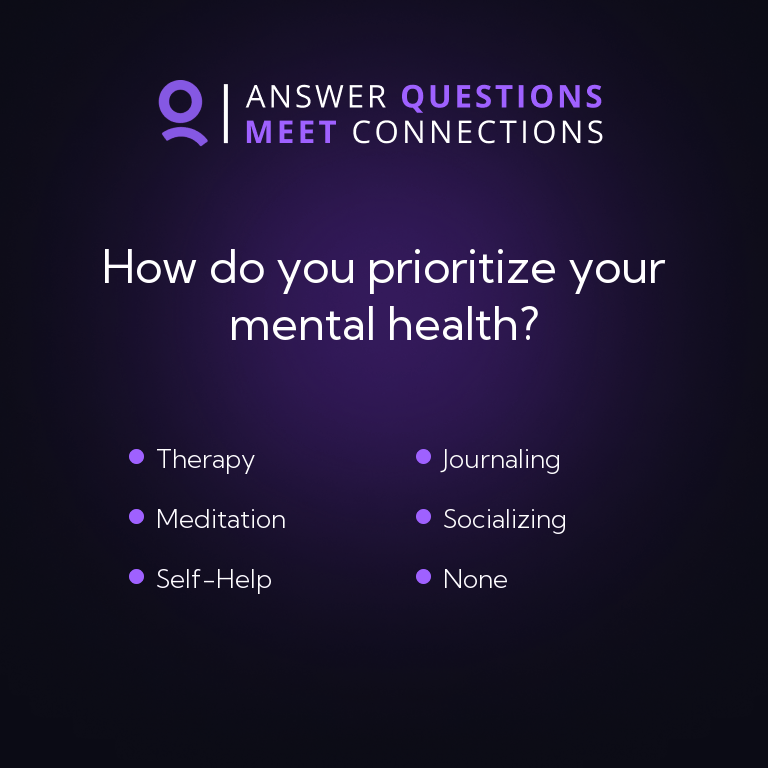 ANSWER QUESTIONS
MEET CONNECTIONS
How do you prioritize your
mental health?
Therapy
Meditation
Self-Help
Journaling
Socializing
None